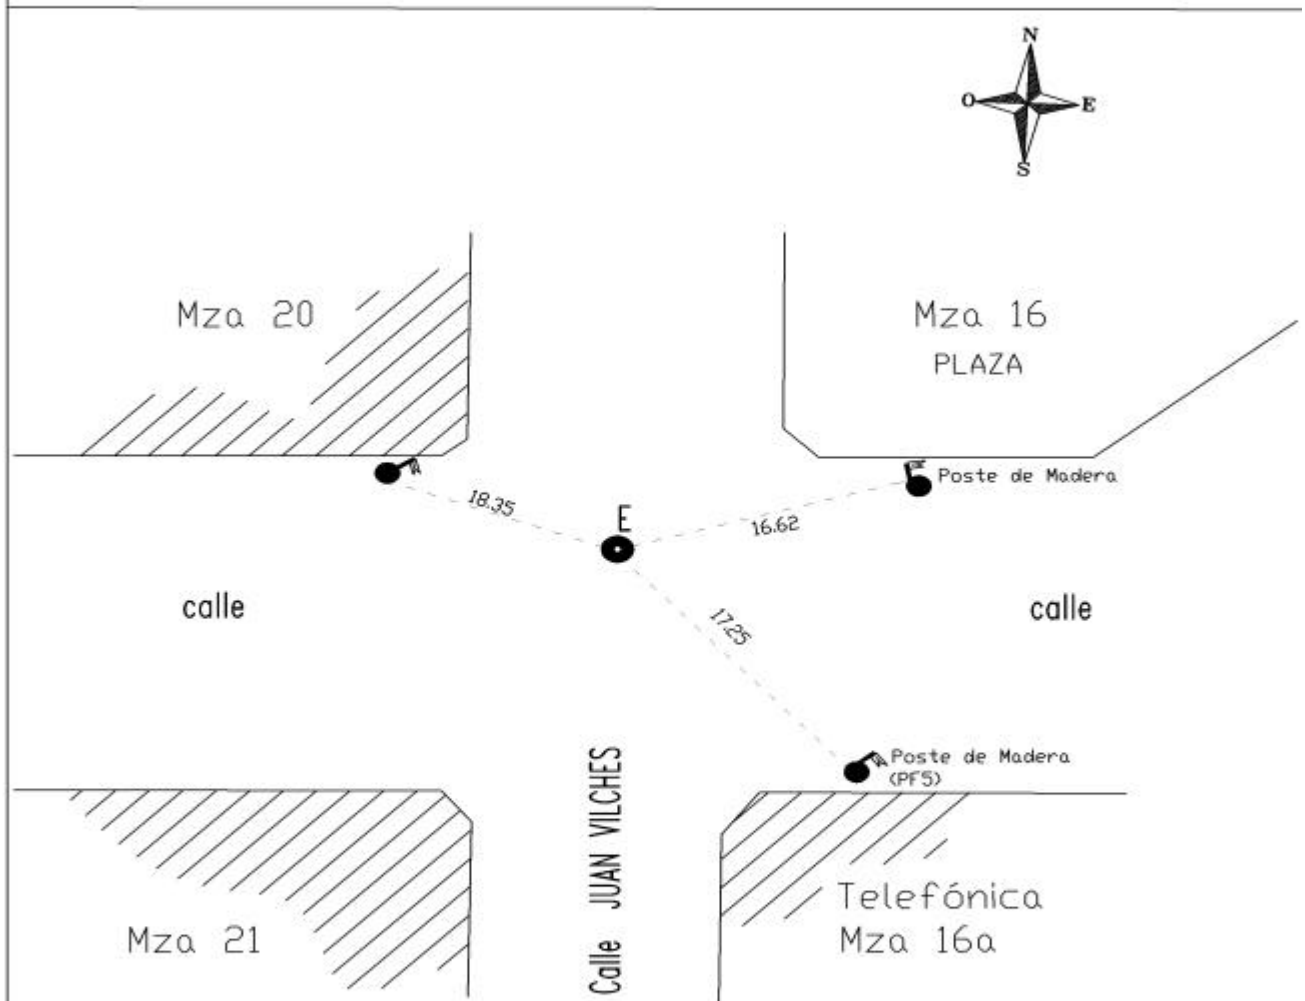 N
O
E
S
Mza 20
Mza 16
PLAZA
Poste de Madera
18.35
E
16.62
calle
calle
17.25
Poste de Madera
(PF5)
Calle JUAN VILCHES
Telefónica
Mza 21
Mza 16a